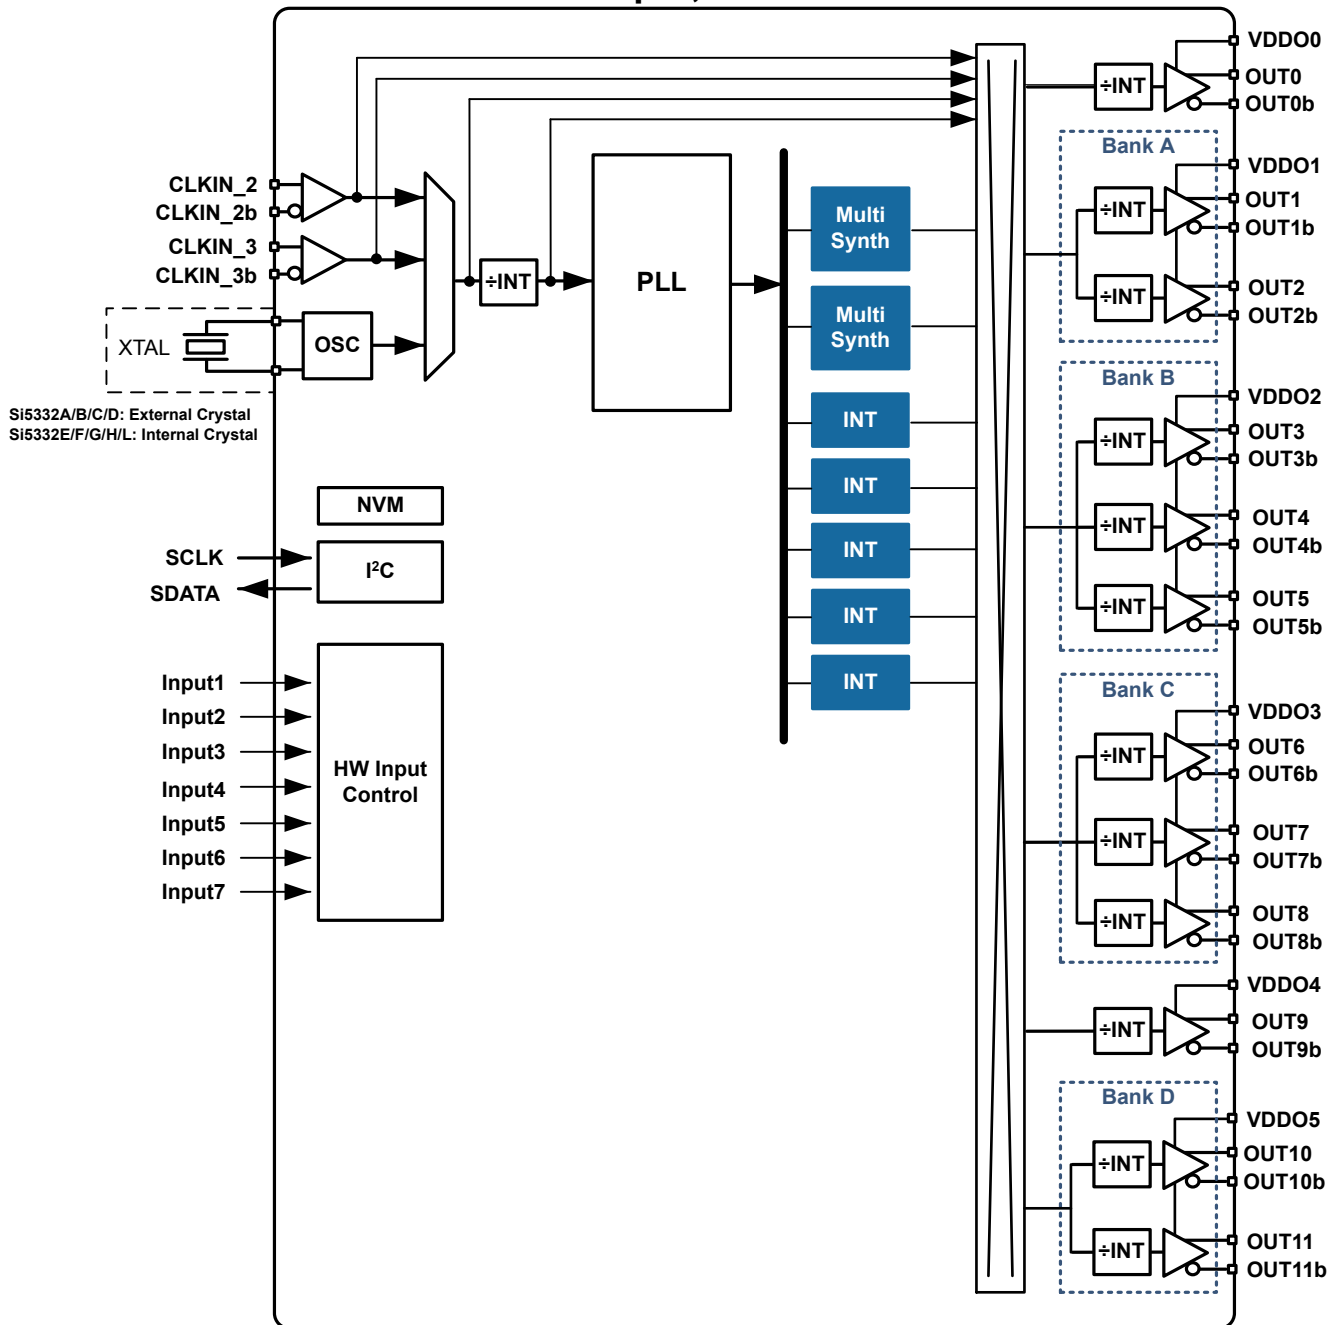 VDDO0
OUT0
÷INT
OUT0b
Bank A
VDDO1
CLKIN_2
OUT1
÷INT
CLKIN_2b
Multi
Synth
OUT1b
CLKIN_3
CLKIN_3b
÷INT
PLL
OUT2
÷INT
OUT2b
Multi
Synth
XTAL
OSC
Bank B
VDDO2
Si5332A/B/C/D: External Crystal
Si5332E/F/G/H/L: Internal Crystal
INT
OUT3
÷INT
OUT3b
NVM
INT
OUT4
÷INT
OUT4b
SCLK
SDATA
I²C
INT
OUT5
÷INT
OUT5b
INT
INT
Bank C
VDDO3
Input1
Input2
Input3
Input4
Input5
Input6
Input7
HW Input
Control
OUT6
÷INT
OUT6b
OUT7
÷INT
OUT7b
OUT8
÷INT
OUT8b
VDDO4
OUT9
÷INT
OUT9b
Bank D
VDDO5
OUT10
÷INT
OUT10b
OUT11
÷INT
OUT11b